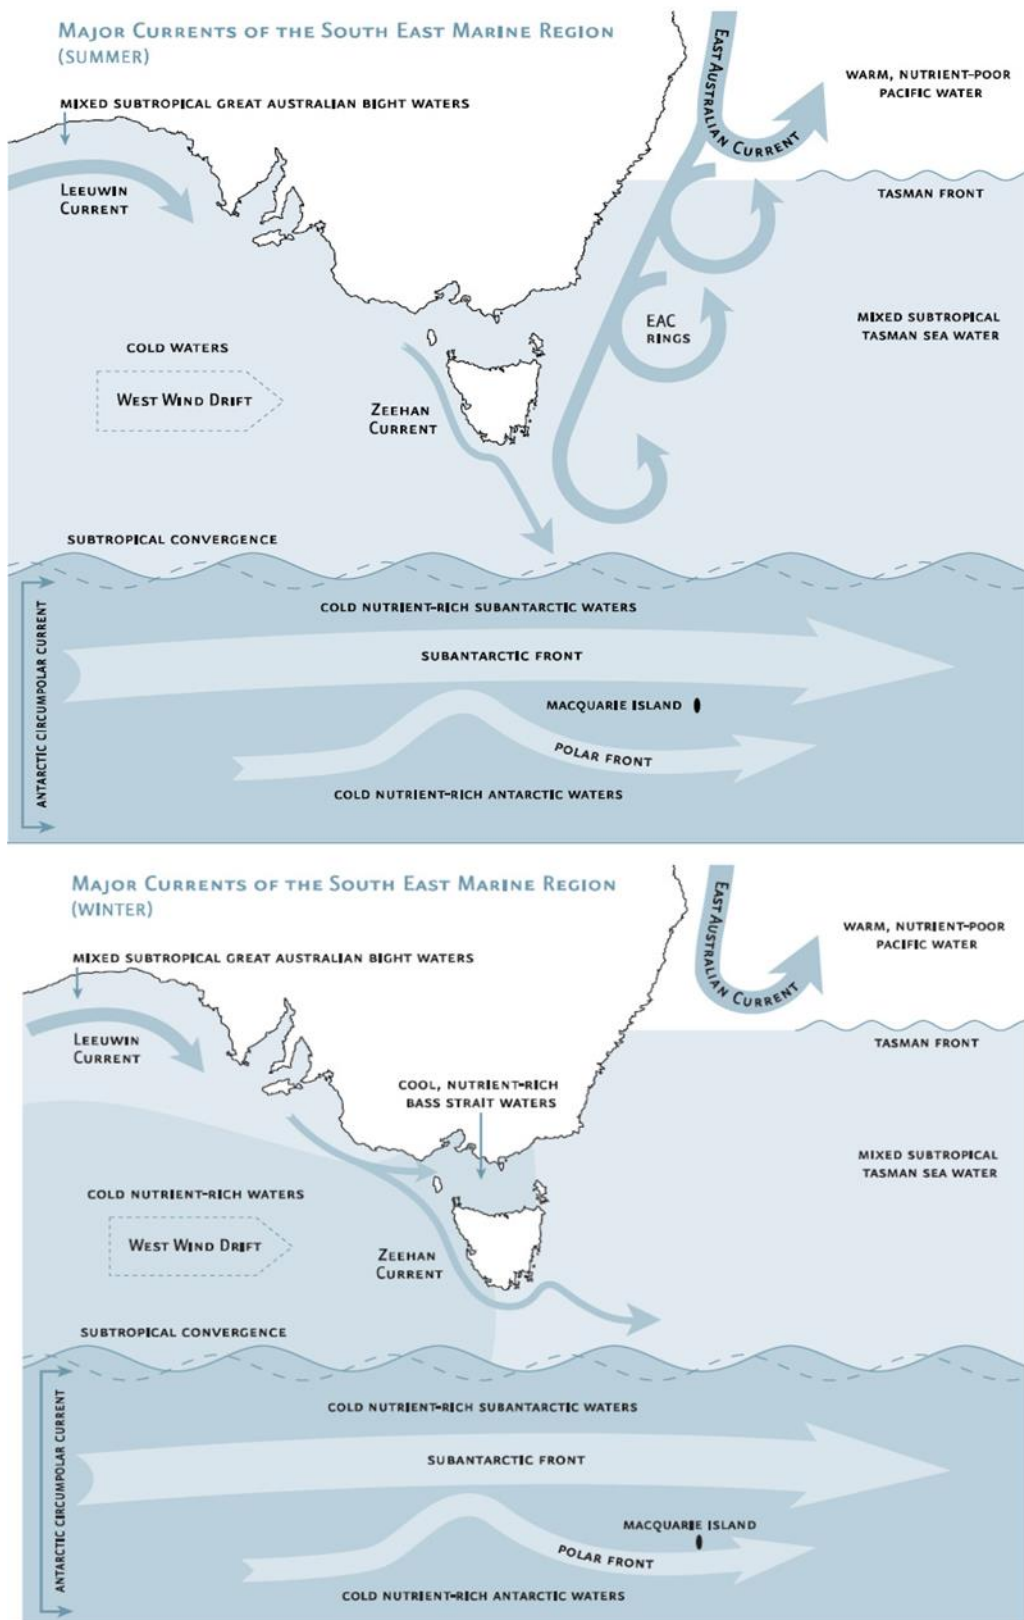 Major Currents of the South East Marine Region
(SUMMER)
MIXED SUBTROPICAL GREAT AUSTRALIAN BIGHT WATERS
EAST AUSTRALIAN CURRENT
WARM, NUTRIENT-POOR
PACIFIC WATER
LEEUWIN
CURRENT
TASMAN FRONT
EAC
RINGS
MIXED SUBTROPICAL
TASMAN SEA WATER
COLD WATERS
WEST WIND DRIFT
ZEEHAN
CURRENT
SUBTROPICAL CONVERGENCE
ANTARCTIC CIRCUMPOLAR CURRENT
COLD NUTRIENT-RICH SUBANTARCTIC WATERS
SUBANTARCTIC FRONT
MACQUARIE ISLAND
POLAR FRONT
COLD NUTRIENT-RICH ANTARCTIC WATERS
Major Currents of the South East Marine Region
(WINTER)
MIXED SUBTROPICAL GREAT AUSTRALIAN BIGHT WATERS
EAST AUSTRALIAN CURRENT
WARM, NUTRIENT-POOR
PACIFIC WATER
LEEUWIN
CURRENT
TASMAN FRONT
COOL, NUTRIENT-RICH
BASS STRAIT WATERS
MIXED SUBTROPICAL
TASMAN SEA WATER
COLD NUTRIENT-RICH WATERS
WEST WIND DRIFT
ZEEHAN
CURRENT
SUBTROPICAL CONVERGENCE
ANTARCTIC CIRCUMPOLAR CURRENT
COLD NUTRIENT-RICH SUBANTARCTIC WATERS
SUBANTARCTIC FRONT
MACQUARIE ISLAND
POLAR FRONT
COLD NUTRIENT-RICH ANTARCTIC WATERS